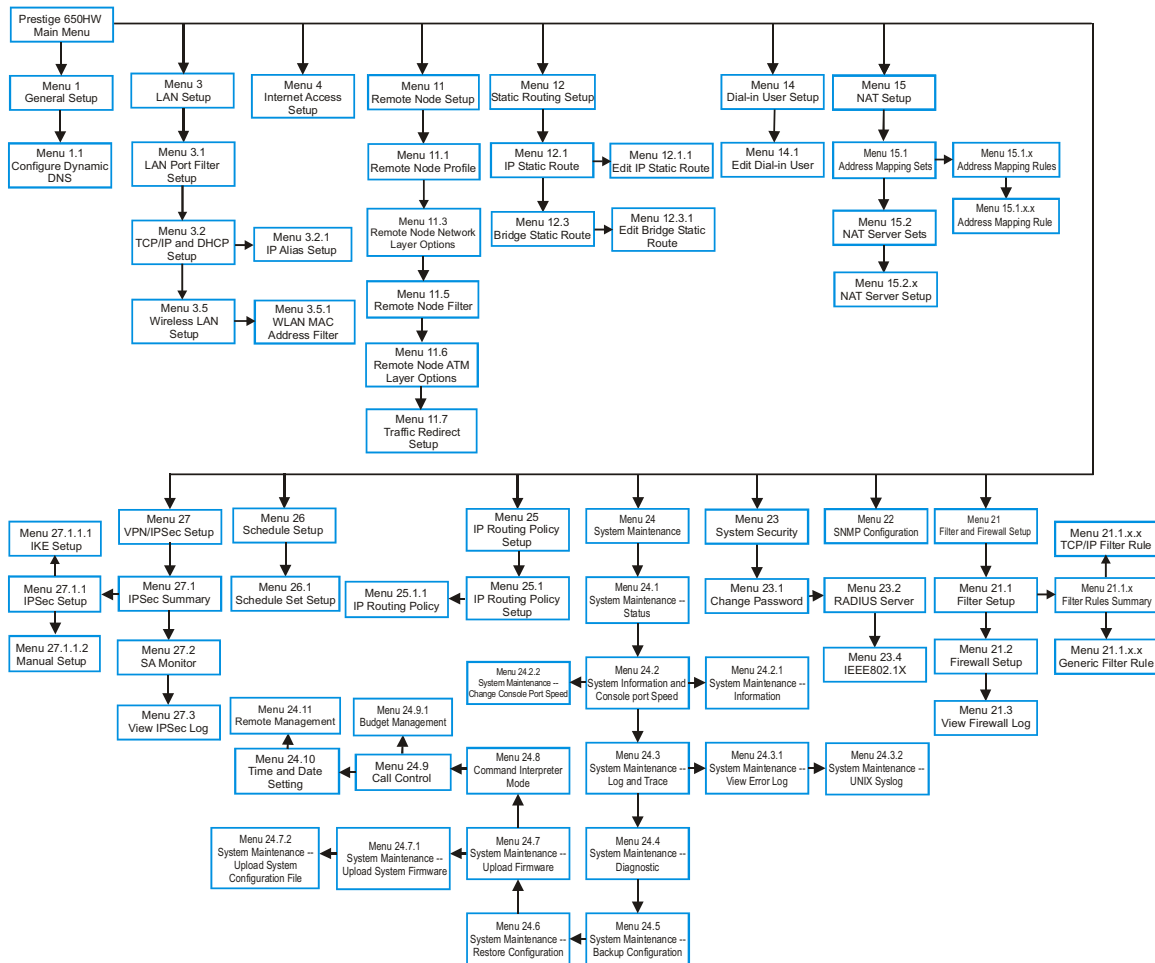 Prestige 650HW
Main Menu
Menu 1
General Setup
Menu 3
LAN Setup
Menu 4
Internet Access
Setup
Menu 11
Remote Node Setup
Menu 12
Static Routing Setup
Menu 14
Dial-in User Setup
Menu 15
NAT Setup
Menu 1.1
Configure Dynamic
DNS
Menu 3.1
LAN Port Filter
Setup
Menu 11.1
Remote Node Profile
Menu 12.1
IP Static Route
Menu 12.1.1
Edit IP Static Route
Menu 14.1
Edit Dial-in User
Menu 15.1
Address Mapping Sets
Menu 15.1.x
Address Mapping Rules
Menu 15.1.x.x
Address Mapping Rule
Menu 3.2
TCP/IP and DHCP
Setup
Menu 3.2.1
IP Alias Setup
Menu 11.3
Remote Node Network
Layer Options
Menu 12.3
Bridge Static Route
Menu 12.3.1
Edit Bridge Static
Route
Menu 15.2
NAT Server Sets
Menu 15.2.x
NAT Server Setup
Menu 3.5
Wireless LAN
Setup
Menu 3.5.1
WLAN MAC
Address Filter
Menu 11.5
Remote Node Filter
Menu 11.6
Remote Node ATM
Layer Options
Menu 11.7
Traffic Redirect
Setup
Menu 27
VPN/IPSec Setup
Menu 26
Schedule Setup
Menu 25
IP Routing Policy
Setup
Menu 24
System Maintenance
Menu 23
System Security
Menu 22
SNMP Configuration
Menu 21
Filter and Firewall Setup
Menu 21.1.x.x
TCP/IP Filter Rule
Menu 27.1.1.1
IKE Setup
Menu 27.1.1
IPSec Setup
Menu 27.1
IPSec Summary
Menu 26.1
Schedule Set Setup
Menu 25.1.1
IP Routing Policy
Menu 25.1
IP Routing Policy
Setup
Menu 24.1
System Maintenance --
Status
Menu 23.1
Change Password
Menu 23.2
RADIUS Server
Menu 21.1
Filter Setup
Menu 21.1.x
Filter Rules Summary
Menu 27.1.1.2
Manual Setup
Menu 27.2
SA Monitor
Menu 23.4
IEEE802.1X
Menu 21.2
Firewall Setup
Menu 21.1.x.x
Generic Filter Rule
Menu 24.2.2
System Maintenance --
Change Console Port Speed
Menu 24.2
System Information and
Console port Speed
Menu 24.2.1
System Maintenance --
Information
Menu 27.3
View IPSec Log
Menu 21.3
View Firewall Log
Menu 24.11
Remote Management
Menu 24.9.1
Budget Management
Menu 24.10
Time and Date
Setting
Menu 24.9
Call Control
Menu 24.8
Command Interpreter
Mode
Menu 24.3
System Maintenance --
Log and Trace
Menu 24.3.1
System Maintenance --
View Error Log
Menu 24.3.2
System Maintenance --
UNIX Syslog
Menu 24.7.2
System Maintenance --
Upload System
Configuration File
Menu 24.7.1
System Maintenance --
Upload System Firmware
Menu 24.7
System Maintenance --
Upload Firmware
Menu 24.4
System Maintenance --
Diagnostic
Menu 24.6
System Maintenance --
Restore Configuration
Menu 24.5
System Maintenance --
Backup Configuration